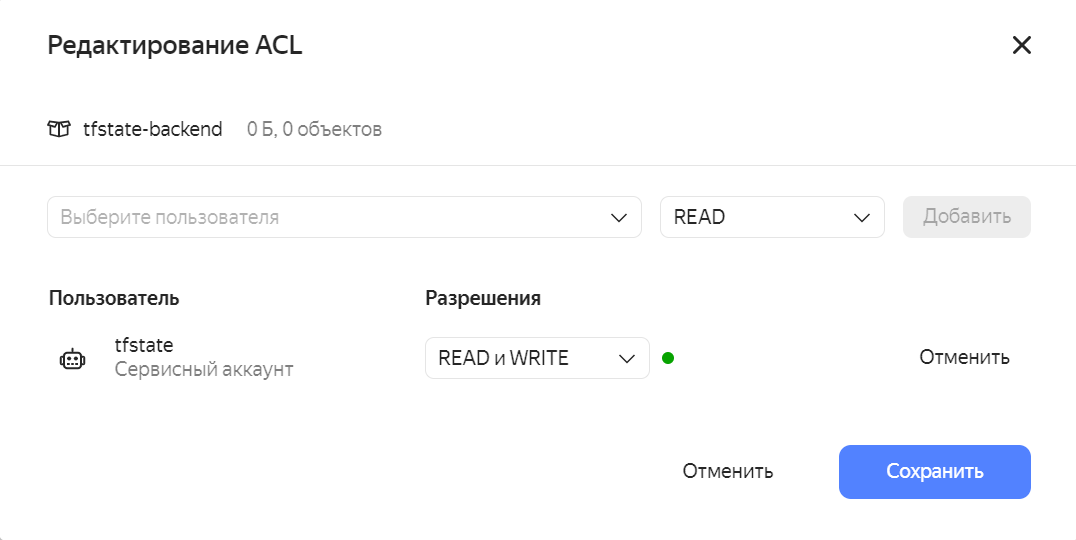 Редактирование ACL
tfstate-backend 0 Б, 0 объектов
Выберите пользователя READ Добавить
Пользователь Разрешения
tfstate
Сервисный аккаунт
READ и WRITE
Отменить
Отменить Сохранить